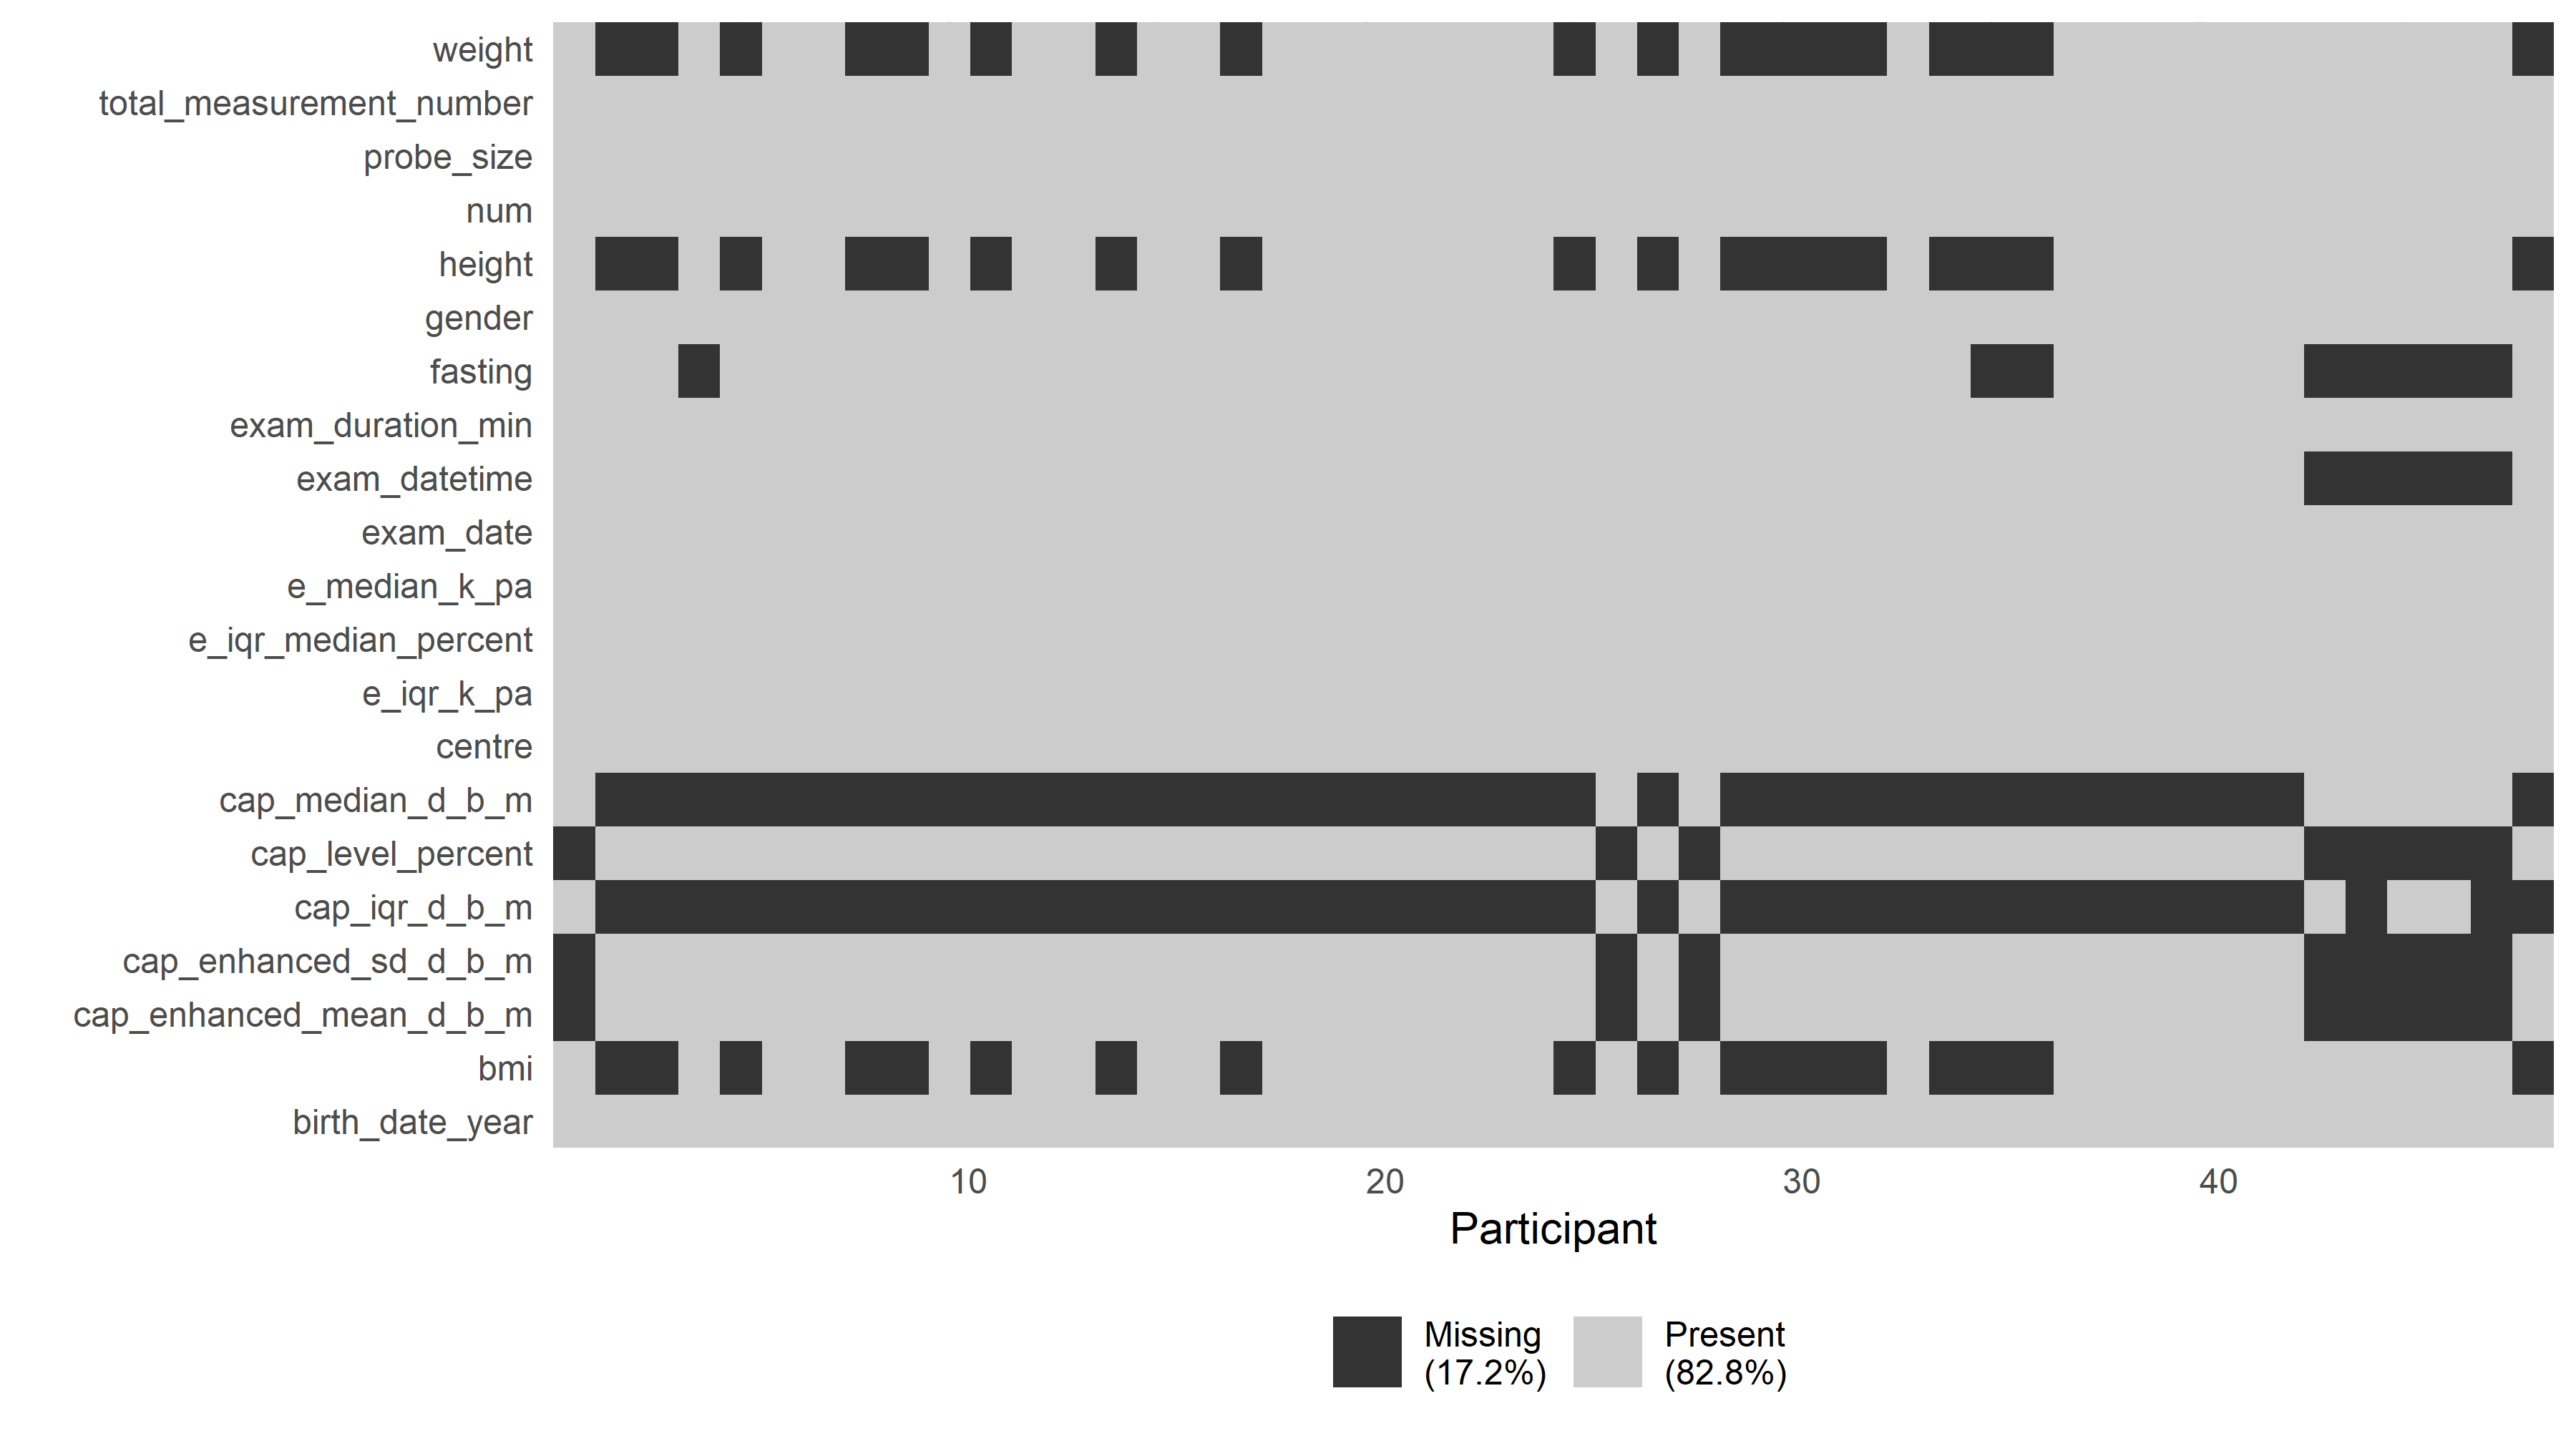 weight
total_measurement_number
probe_size
num
height
gender
fasting
exam_duration_min
exam_datetime
exam_date
e_median_k_pa
e_iqr_median_percent
e_iqr_k_pa
centre
cap_median_d_b_m
cap_level_percent
cap_iqr_d_b_m
cap_enhanced_sd_d_b_m
cap_enhanced_mean_d_b_m
bmi
birth_date_year
10 20 30 40
Participant
Missing
(17.2%)
Present
(82.8%)